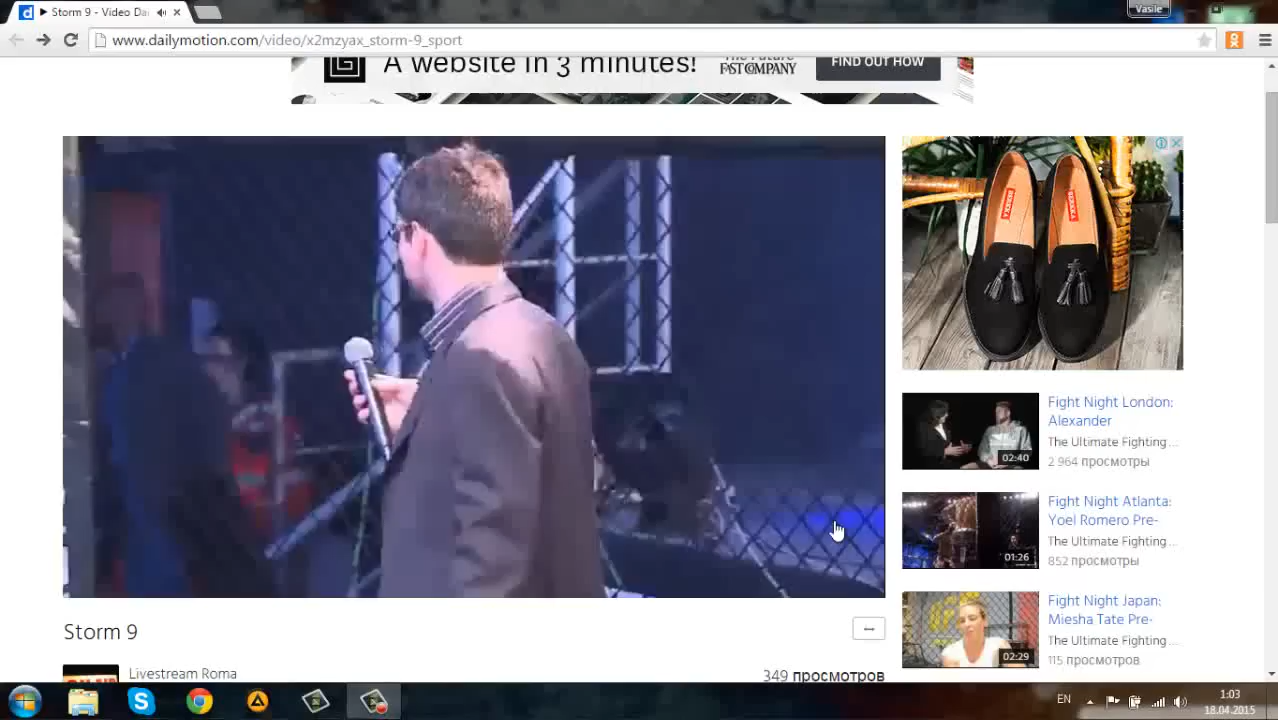 Storm 9 - Video Da
Vasile
www.dailymotion.com/video/x2mzyax_storm-9_sport
A website in 3 minutes!
The Future
FAST COMPANY
FIND OUT HOW
Fight Night London:
Alexander
The Ultimate Fighting ...
2 964 просмотры
02:40
Fight Night Atlanta:
Yoel Romero Pre-
The Ultimate Fighting ...
852 просмотры
01:26
Fight Night Japan:
Miesha Tate Pre-
The Ultimate Fighting ...
115 просмотров
02:29
Storm 9
Livestream Roma
349 просмотров
EN
1:03
18.04.2015